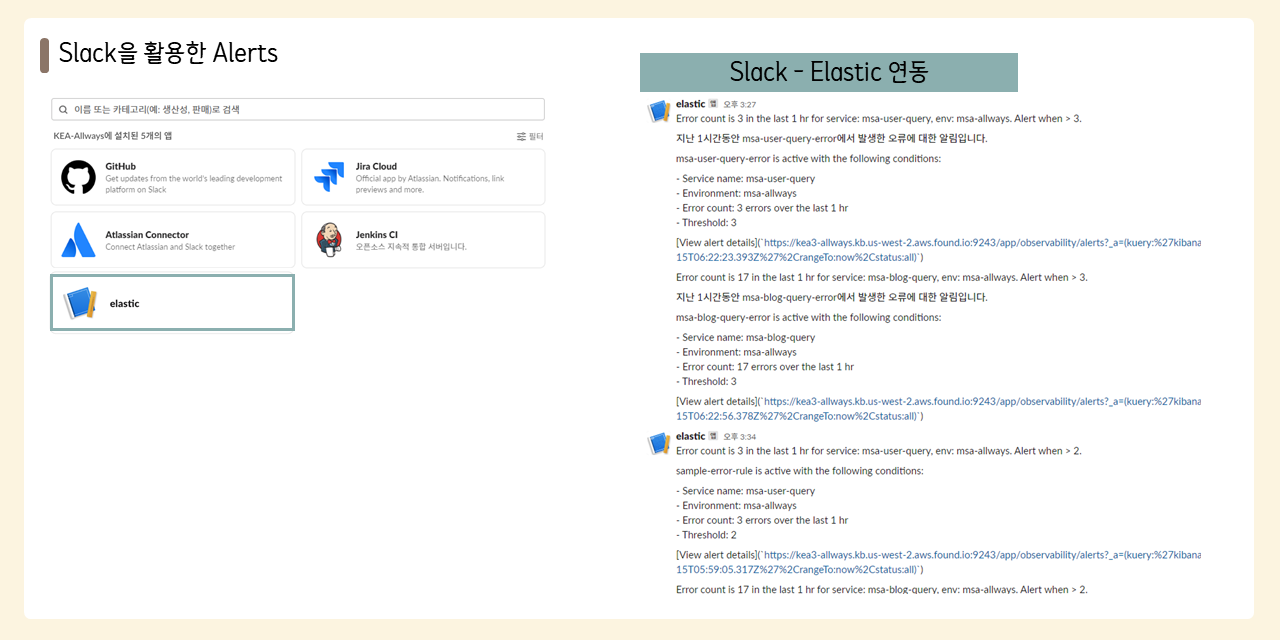 Slack을 활용한 Alerts
이름 또는 카테고리(예: 생산성, 판매)로 검색
KEA-Allways에 설치된 5개의 앱
필터
GitHub
Get updates from the world's leading development
platform on Slack
Jira Cloud
Official app by Atlassian. Notifications, link
previews and more.
Atlassian Connector
Connect Atlassian and Slack together
Jenkins CI
오픈소스 지속적 통합 서버입니다.
elastic
Slack - Elastic 연동
elastic 앱 오후 3:27
Error count is 3 in the last 1 hr for service: msa-user-query, env: msa-allways. Alert when > 3.
지난 1시간동안 msa-user-query-error에서 발생한 오류에 대한 알림입니다.
msa-user-query-error is active with the following conditions:
- Service name: msa-user-query
- Environment: msa-allways
- Error count: 3 errors over the last 1 hr
- Threshold: 3
[View alert details](`https://kea3-allways.kb.us-west-2.aws.found.io:9243/app/observability/alerts?_a=(kuery:%27kibana
15T06:22:23.393Z%27%2CrangeTo:now%2Cstatus:all)`)
Error count is 17 in the last 1 hr for service: msa-blog-query, env: msa-allways. Alert when > 3.
지난 1시간동안 msa-blog-query-error에서 발생한 오류에 대한 알림입니다.
msa-blog-query-error is active with the following conditions:
- Service name: msa-blog-query
- Environment: msa-allways
- Error count: 17 errors over the last 1 hr
- Threshold: 3
[View alert details](`https://kea3-allways.kb.us-west-2.aws.found.io:9243/app/observability/alerts?_a=(kuery:%27kibana
15T06:22:56.378Z%27%2CrangeTo:now%2Cstatus:all)`)
elastic 앱 오후 3:34
Error count is 3 in the last 1 hr for service: msa-user-query, env: msa-allways. Alert when > 2.
sample-error-rule is active with the following conditions:
- Service name: msa-user-query
- Environment: msa-allways
- Error count: 3 errors over the last 1 hr
- Threshold: 2
[View alert details](`https://kea3-allways.kb.us-west-2.aws.found.io:9243/app/observability/alerts?_a=(kuery:%27kibana
15T05:59:05.317Z%27%2CrangeTo:now%2Cstatus:all)`)
Error count is 17 in the last 1 hr for service: msa-blog-query, env: msa-allways. Alert when > 2.